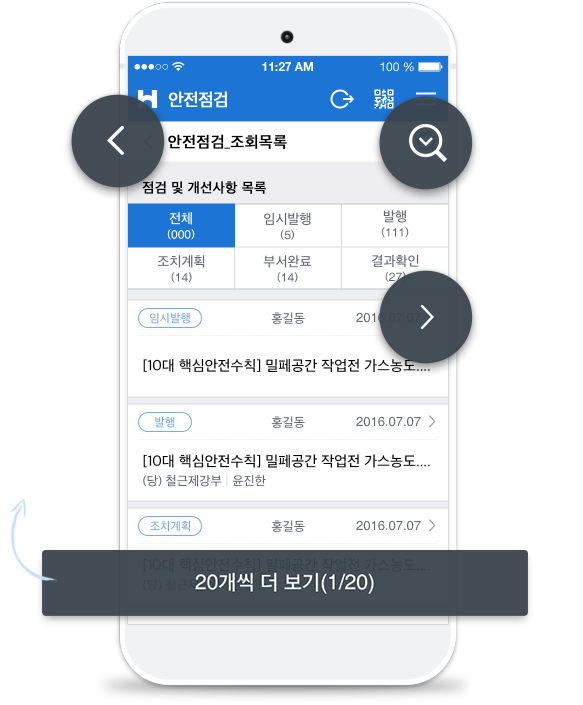 11:27 AM
100 %
안전점검
안전점검_조회목록
점검 및 개선사항 목록
전체
(000)
임시발행
(5)
발행
(111)
조치계획
(14)
부서완료
(14)
결과확인
(27)
임시발행 홍길동 2016.07.07
[10대 핵심안전수칙] 밀폐공간 작업전 가스농도....
발행 홍길동 2016.07.07
[10대 핵심안전수칙] 밀폐공간 작업전 가스농도....
(당) 철근제강부 | 윤진한
조치계획 홍길동 2016.07.07
[10대 핵심안전수칙] 밀폐공간 작업전 가스농도....
20개씩 더 보기(1/20)